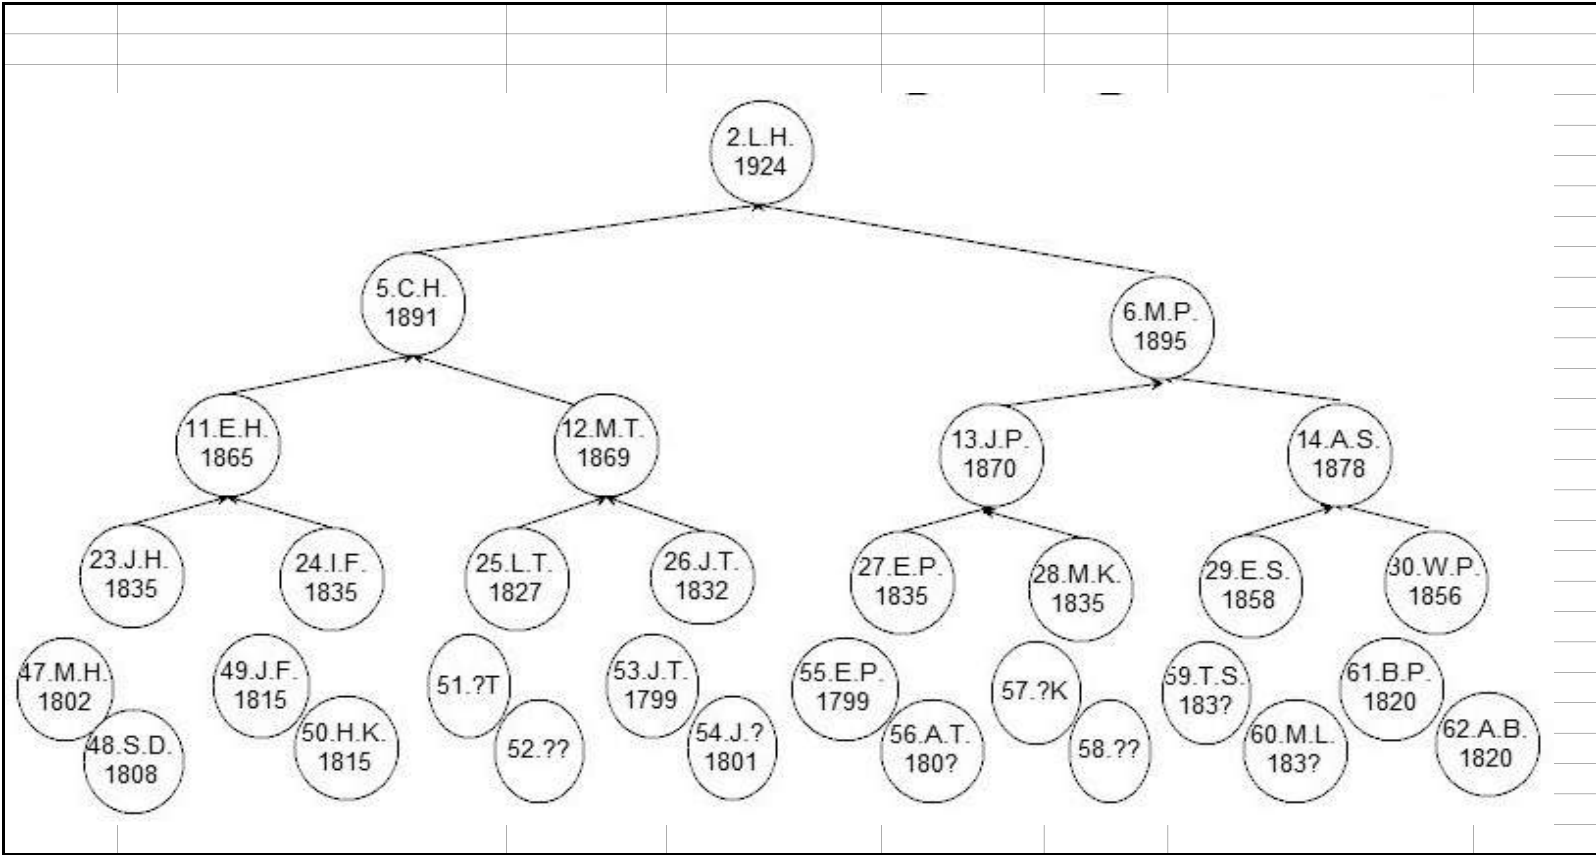 2.L.H.
1924
5.C.H.
1891
6.M.P.
1895
11.E.H.
1865
12.M.T.
1869
13.J.P.
1870
14.A.S.
1878
23.J.H.
1835
24.I.F.
1835
25.L.T.
1827
26.J.T.
1832
27.E.P.
1835
28.M.K.
1835
29.E.S.
1858
30.W.P.
1856
47.M.H.
1802
48.S.D.
1808
49.J.F.
1815
50.H.K.
1815
51.?T
52.??
53.J.T.
1799
54.J.?
1801
55.E.P.
1799
56.A.T.
180?
57.?K
58.??
59.T.S.
183?
60.M.L.
183?
61.B.P.
1820
62.A.B.
1820